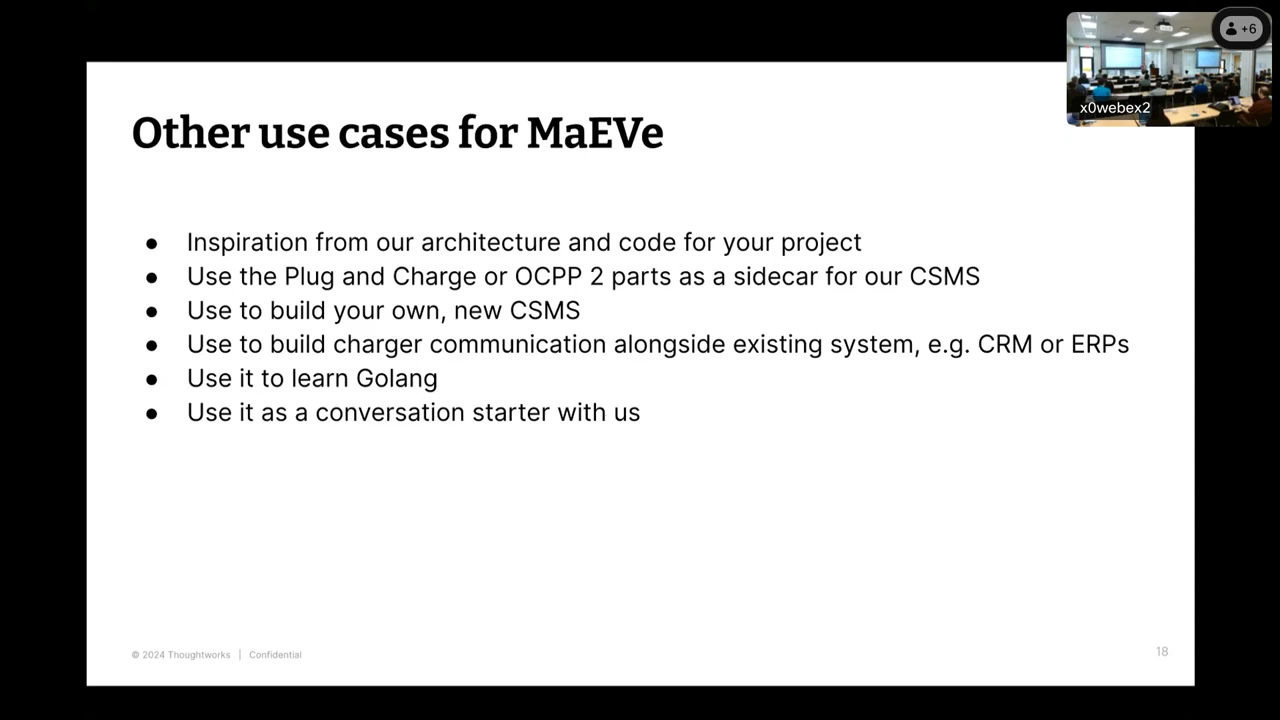 +6
x0webex2
Other use cases for MaEVe
● Inspiration from our architecture and code for your project
● Use the Plug and Charge or OCPP 2 parts as a sidecar for our CSMS
● Use to build your own, new CSMS
● Use to build charger communication alongside existing system, e.g. CRM or ERPs
● Use it to learn Golang
● Use it as a conversation starter with us
© 2024 Thoughtworks | Confidential
18